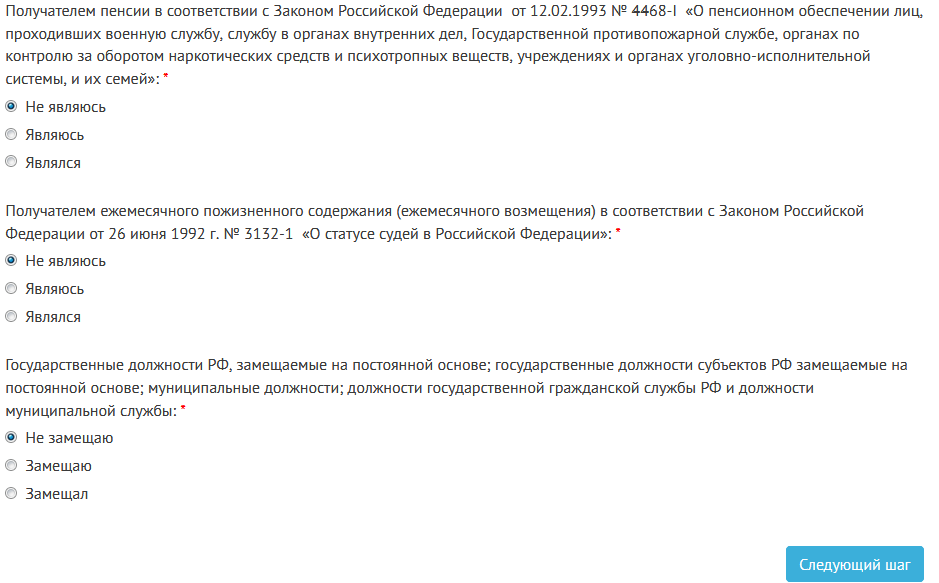 Получателем пенсии в соответствии с Законом Российской Федерации  от 12.02.1993 № 4468-I  «О пенсионном обеспечении лиц,
проходивших военную службу, службу в органах внутренних дел, Государственной противопожарной службе, органах по
контролю за оборотом наркотических средств и психотропных веществ, учреждениях и органах уголовно-исполнительной
системы, и их семей»: *
Не являюсь
Являюсь
Являлся
Получателем ежемесячного пожизненного содержания (ежемесячного возмещения) в соответствии с Законом Российской
Федерации от 26 июня 1992 г. № 3132-1  «О статусе судей в Российской Федерации»: *
Не являюсь
Являюсь
Являлся
Государственные должности РФ, замещаемые на постоянной основе; государственные должности субъектов РФ замещаемые на
постоянной основе; муниципальные должности; должности государственной гражданской службы РФ и должности
муниципальной службы: *
Не замещаю
Замещаю
Замещал
Следующий шаг